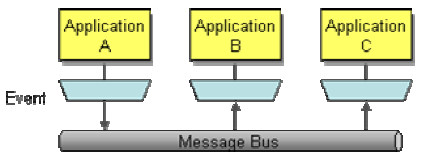 Application
A
Application
B
Application
C
Event
Message Bus